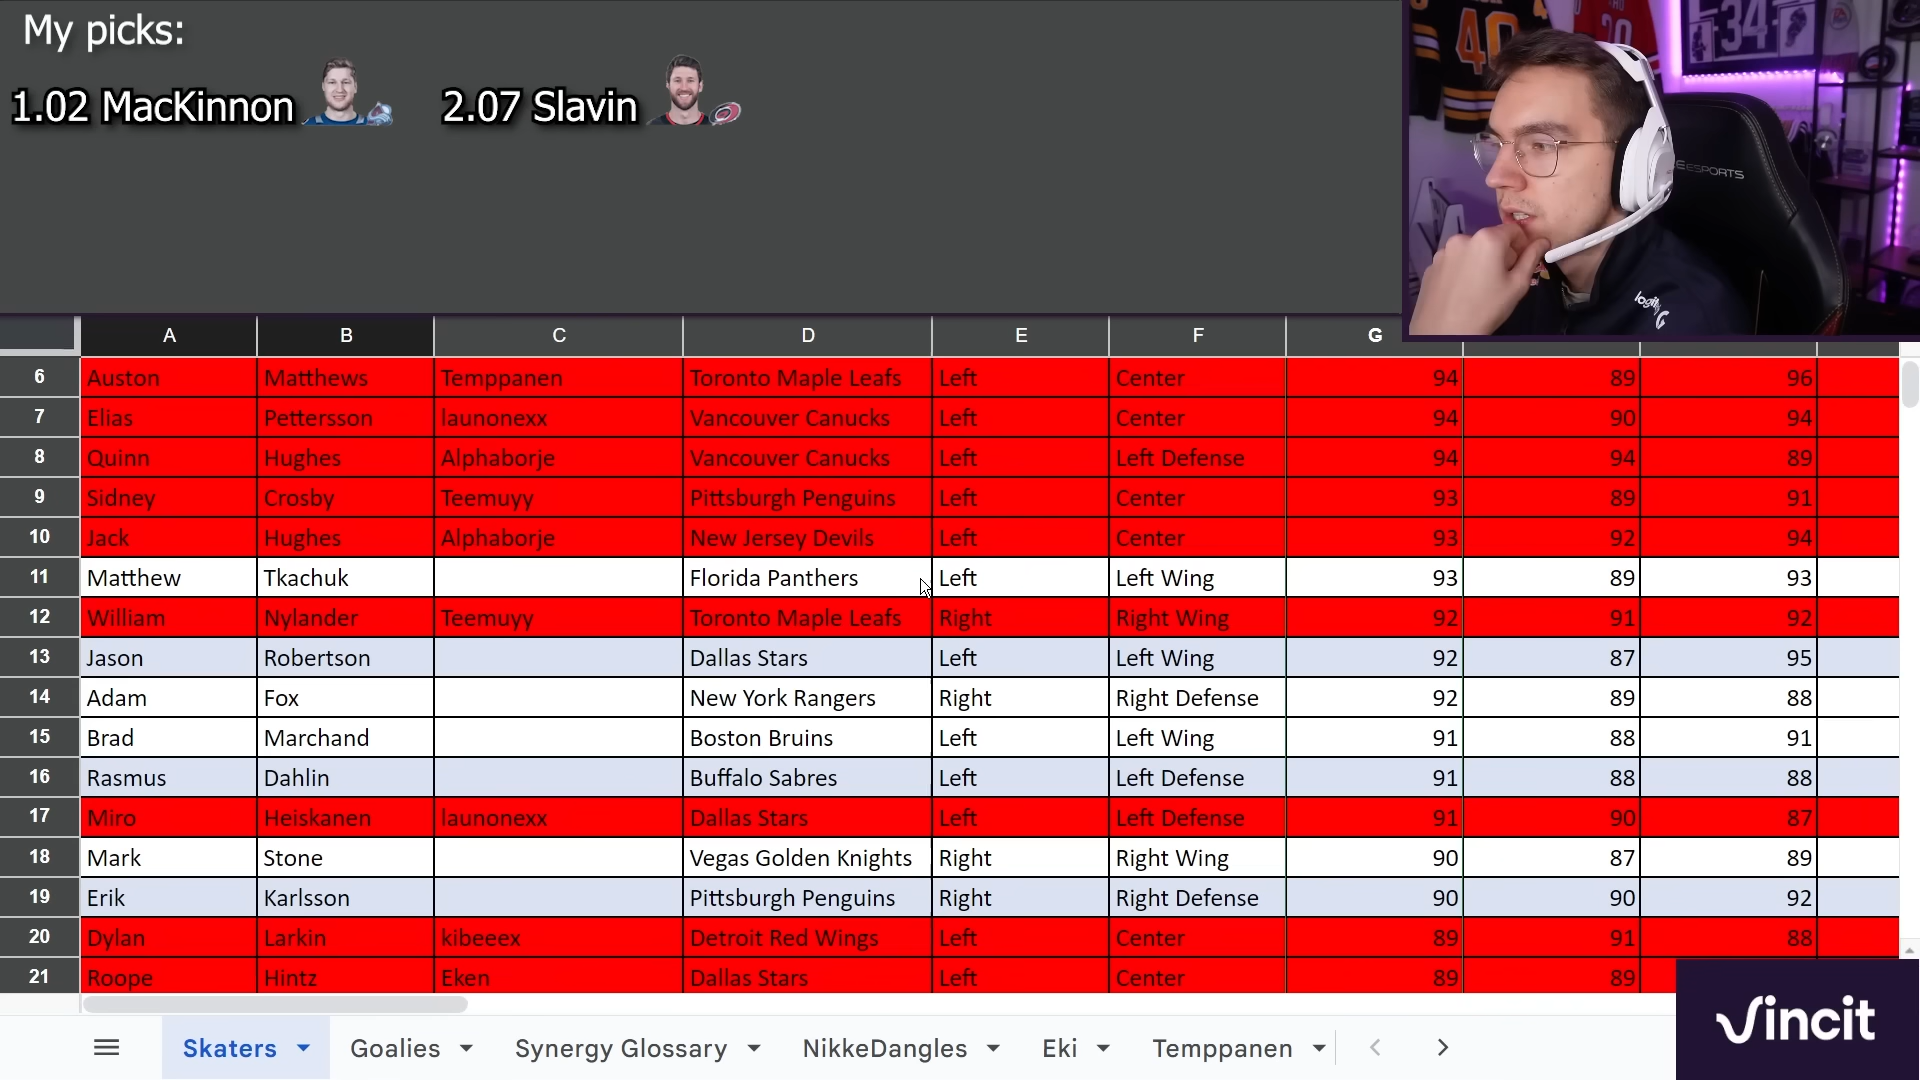 My picks:
1.02 MacKinnon 2.07 Slavin
40
34
ESPORTS
logi G
A B C D E F G
6 Auston Matthews Temppanen Toronto Maple Leafs Left Center 94 89 96
7 Elias Pettersson launonexx Vancouver Canucks Left Center 94 90 94
8 Quinn Hughes Alphaborje Vancouver Canucks Left Left Defense 94 94 89
9 Sidney Crosby Teemuyy Pittsburgh Penguins Left Center 93 89 91
10 Jack Hughes Alphaborje New Jersey Devils Left Center 93 92 94
11 Matthew Tkachuk Florida Panthers Left Left Wing 93 89 93
12 William Nylander Teemuyy Toronto Maple Leafs Right Right Wing 92 91 92
13 Jason Robertson Dallas Stars Left Left Wing 92 87 95
14 Adam Fox New York Rangers Right Right Defense 92 89 88
15 Brad Marchand Boston Bruins Left Left Wing 91 88 91
16 Rasmus Dahlin Buffalo Sabres Left Left Defense 91 88 88
17 Miro Heiskanen launonexx Dallas Stars Left Left Defense 91 90 87
18 Mark Stone Vegas Golden Knights Right Right Wing 90 87 89
19 Erik Karlsson Pittsburgh Penguins Right Right Defense 90 90 92
20 Dylan Larkin kibeeex Detroit Red Wings Left Center 89 91 88
21 Roope Hintz Eken Dallas Stars Left Center 89 89
Skaters Goalies Synergy Glossary NikkeDangles Eki Temppanen
Vincit